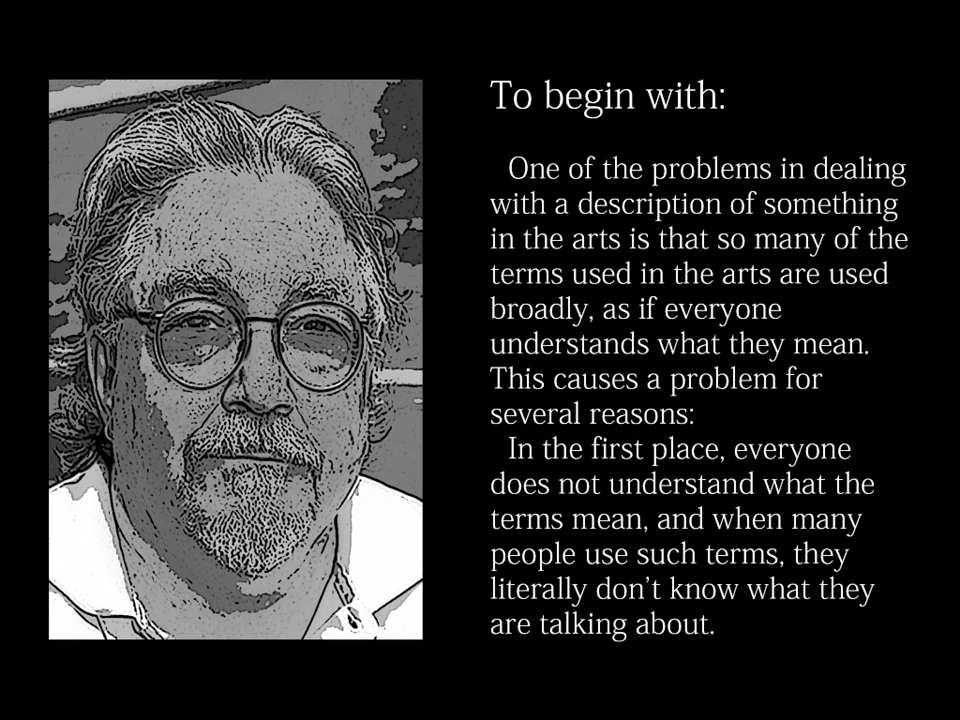 To begin with:
One of the problems in dealing
with a description of something
in the arts is that so many of the
terms used in the arts are used
broadly, as if everyone
understands what they mean.
This causes a problem for
several reasons:
In the first place, everyone
does not understand what the
terms mean, and when many
people use such terms, they
literally don’t know what they
are talking about.